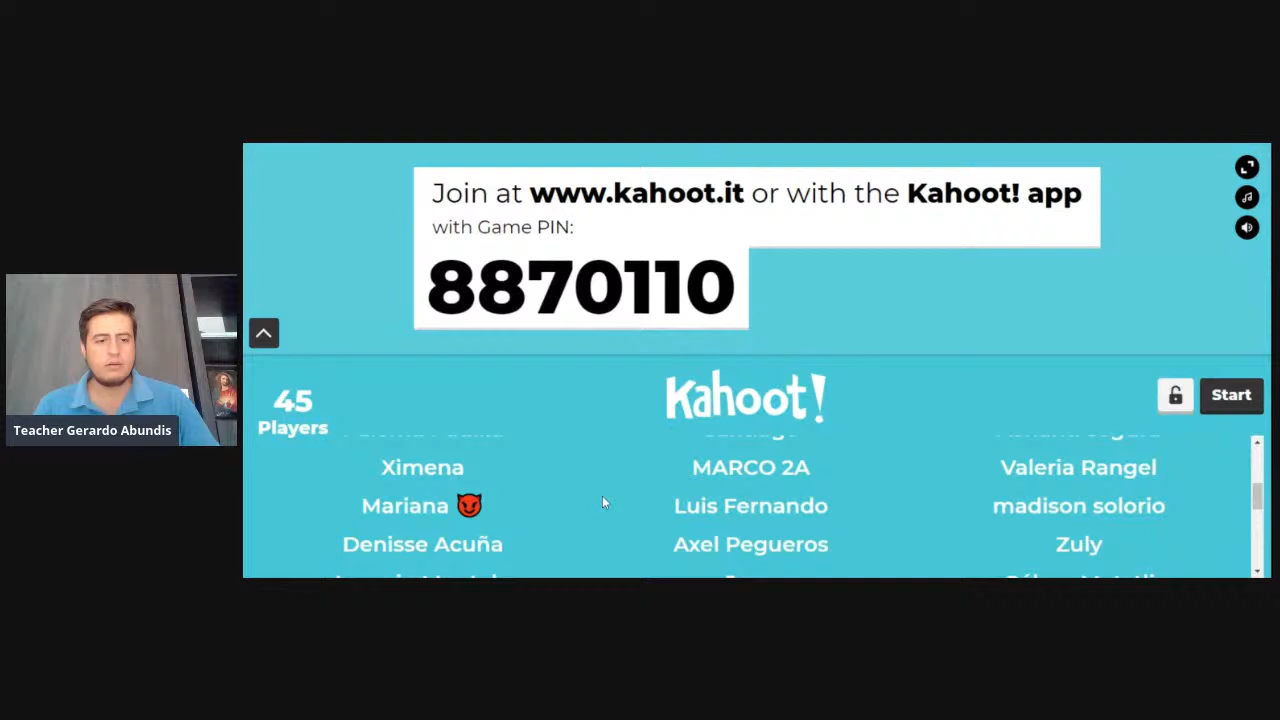 Join at www.kahoot.it or with the Kahoot! app
with Game PIN:
8870110
45
Players
Kahoot!
Start
Ximena
MARCO 2A
Valeria Rangel
Mariana 😈
Luis Fernando
madison solorio
Denisse Acuña
Axel Pegueros
Zuly
Teacher Gerardo Abundis